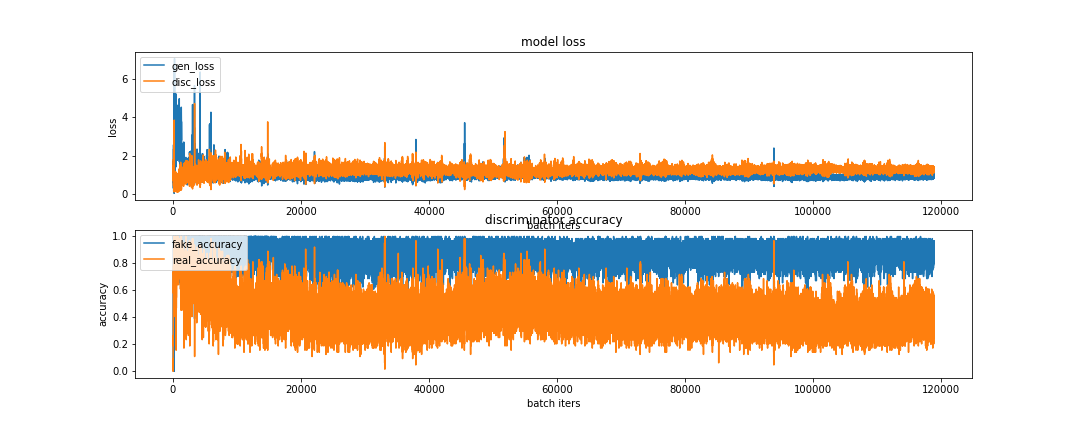 model loss
gen_loss
disc_loss
loss
6
4
2
0
0 20000 40000 60000 80000 100000 120000
batch iters
discriminator accuracy
fake_accuracy
real_accuracy
accuracy
1.0
0.8
0.6
0.4
0.2
0.0
0 20000 40000 60000 80000 100000 120000
batch iters